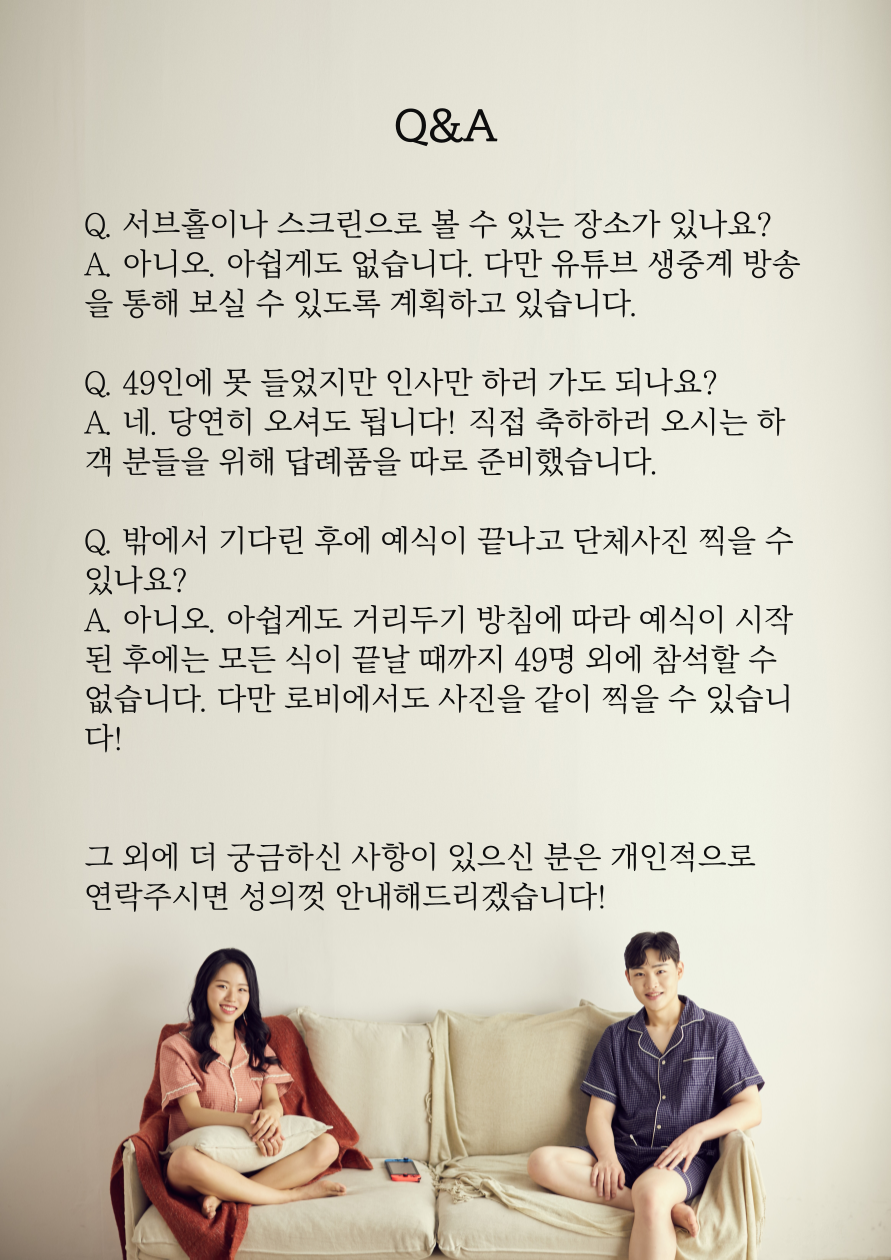 Q&A
Q. 서브홀이나 스크린으로 볼 수 있는 장소가 있나요?
A. 아니오. 아쉽게도 없습니다. 다만 유튜브 생중계 방송
을 통해 보실 수 있도록 계획하고 있습니다.
Q. 49인에 못 들었지만 인사만 하러 가도 되나요?
A. 네. 당연히 오셔도 됩니다! 직접 축하하러 오시는 하
객 분들을 위해 답례품을 따로 준비했습니다.
Q. 밖에서 기다린 후에 예식이 끝나고 단체사진 찍을 수
있나요?
A. 아니오. 아쉽게도 거리두기 방침에 따라 예식이 시작
된 후에는 모든 식이 끝날 때까지 49명 외에 참석할 수
없습니다. 다만 로비에서도 사진을 같이 찍을 수 있습니
다!
그 외에 더 궁금하신 사항이 있으신 분은 개인적으로
연락주시면 성의껏 안내해드리겠습니다!